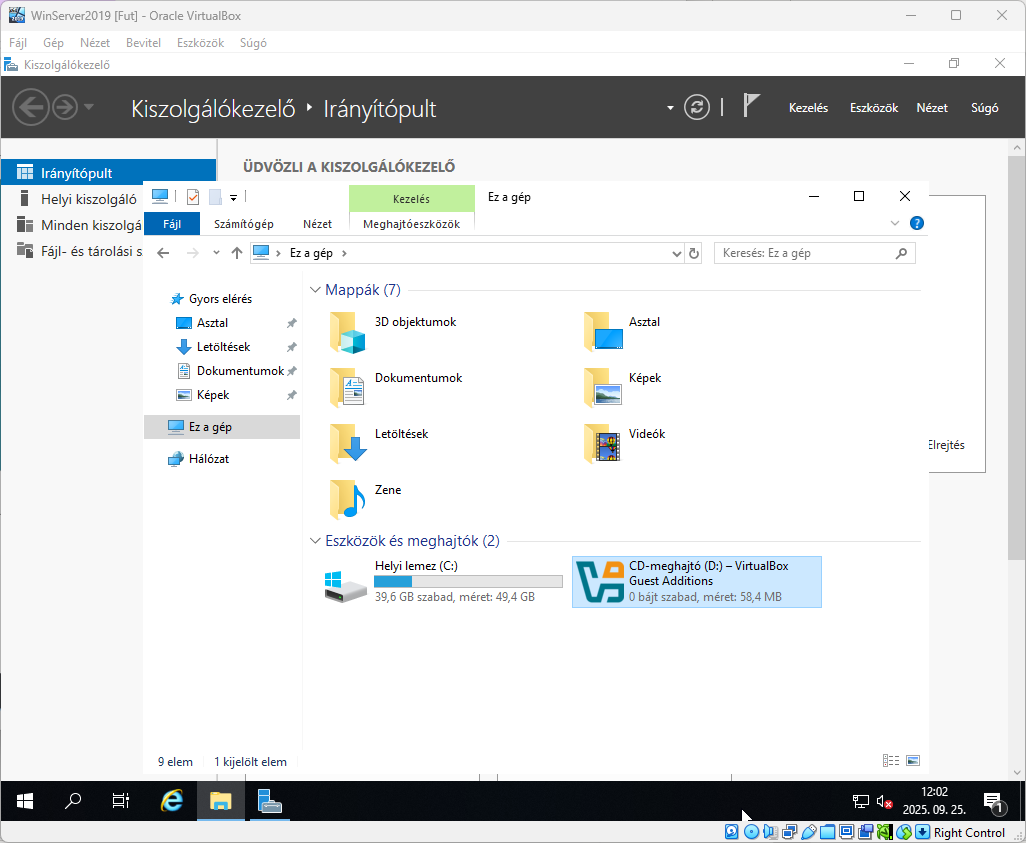 WinServer2019 [Fut] - Oracle VirtualBox
Fájl Gép Nézet Bevitel Eszközök Súgó
Kiszolgálókezelő
Kiszolgálókezelő Irányítópult
Kezelés Eszközök Nézet Súgó
ÜDVÖZLI A KISZOLGÁLÓKEZELŐ
Irányítópult
Helyi kiszolgáló
Minden kiszolgá
Fájl- és tárolási s
Kezelés
Ez a gép
Fájl Számítógép Nézet Meghajtóeszközök
Ez a gép
Keresés: Ez a gép
Gyors elérés
Asztal
Letöltések
Dokumentumok
Képek
Ez a gép
Hálózat
Mappák (7)
3D objektumok
Asztal
Dokumentumok
Képek
Letöltések
Videók
Zene
Eszközök és meghajtók (2)
Helyi lemez (C:)
39,6 GB szabad, méret: 49,4 GB
CD-meghajtó (D:) – VirtualBox
Guest Additions
0 bájt szabad, méret: 58,4 MB
Elrejtés
9 elem 1 kijelölt elem
12:02
2025. 09. 25.
1
Right Control